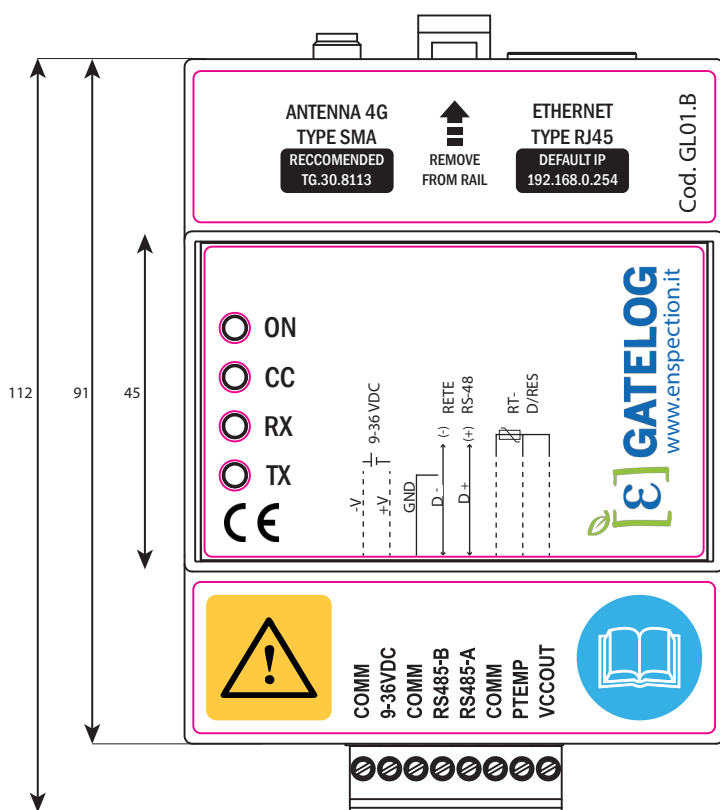 ANTENNA 4G
TYPE SMA
RECCOMENDED
TG.30.8113
REMOVE
FROM RAIL
ETHERNET
TYPE RJ45
DEFAULT IP
192.168.0.254
Cod. GL01.B
112
91
45
ON
CC
RX
TX
CE
-V
+V
9-36 VDC
GND
D -
(-) RETE
D +
(+) RS-48
RT-
D/RES
[ε] GATELOG
www.enspection.it
!
COMM
9-36VDC
COMM
RS485-B
RS485-A
COMM
PTEMP
VCCOUT